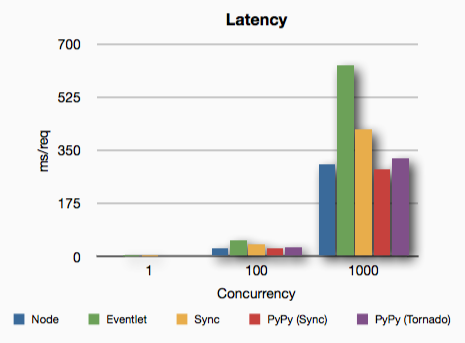 Latency
700
525
350
175
0
ms/req
1 100 1000
Concurrency
Node Eventlet Sync PyPy (Sync) PyPy (Tornado)